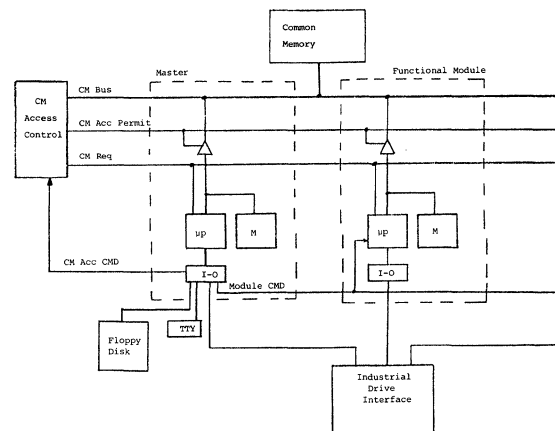 Common
Memory
Master
Functional Module
CM Bus
CM
Access
Control
CM Acc Permit
CM Req
µp
M
µp
M
CM Acc CMD
I-O
I-O
Module CMD
Floppy
Disk
TTY
Industrial
Drive
Interface